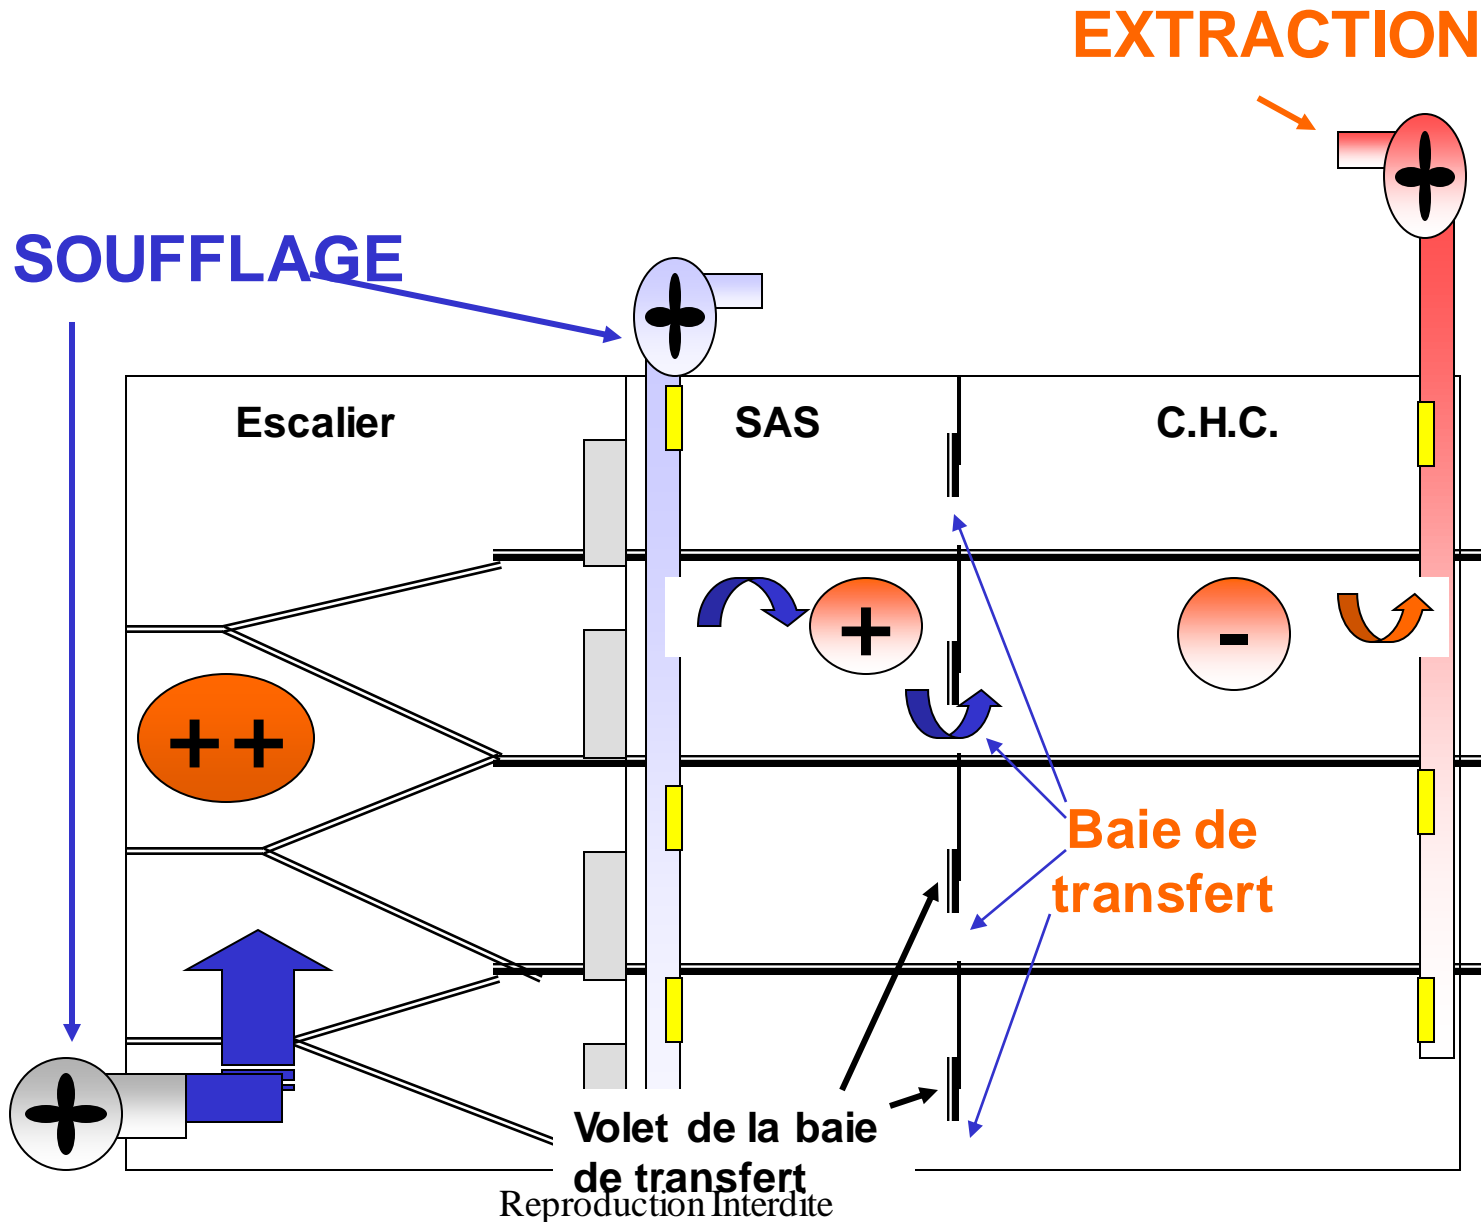 EXTRACTION
SOUFFLAGE
Escalier
SAS
C.H.C.
+
-
++
Baie de
transfert
Volet de la baie
de transfert
Reproduction Interdite